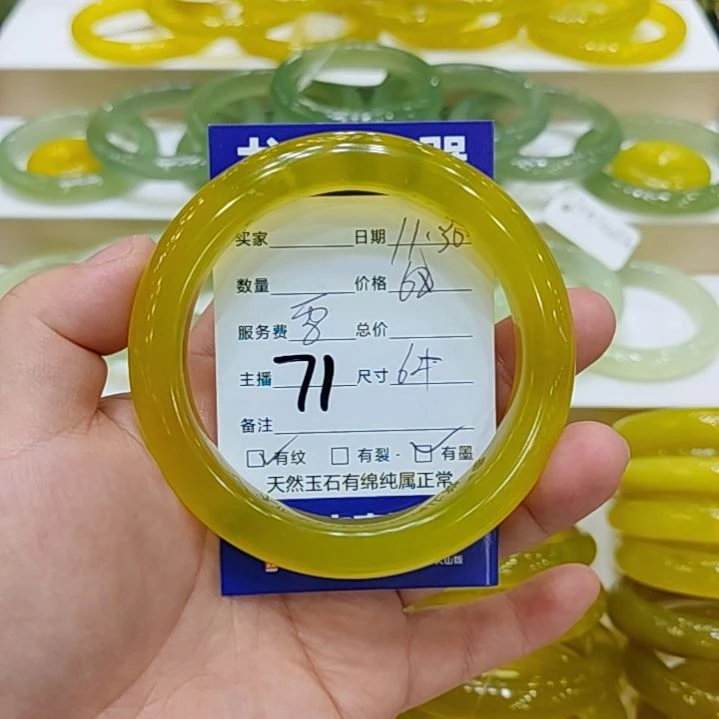 买家 日期 11.30
数量 价格 68
服务费 总价
主播 71 尺寸 64
备注
有纹 有裂 - 有墨
天然玉石有绵纯属正常